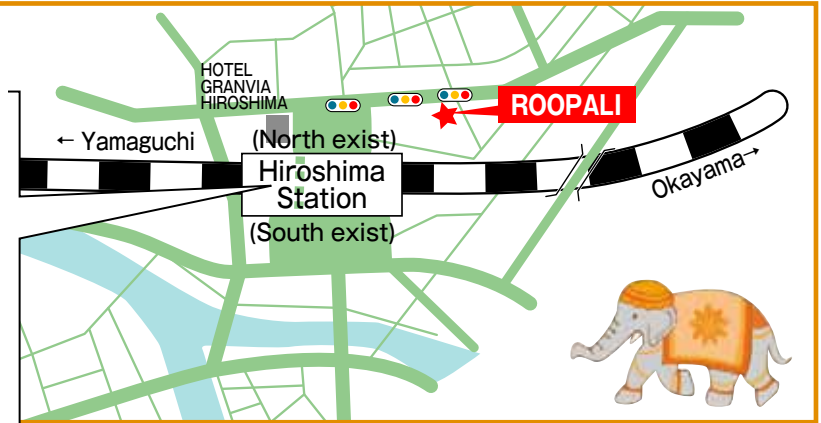 HOTEL
GRANVIA
HIROSHIMA
ROOPALI
← Yamaguchi
(North exist)
Hiroshima
Station
(South exist)
Okayama→